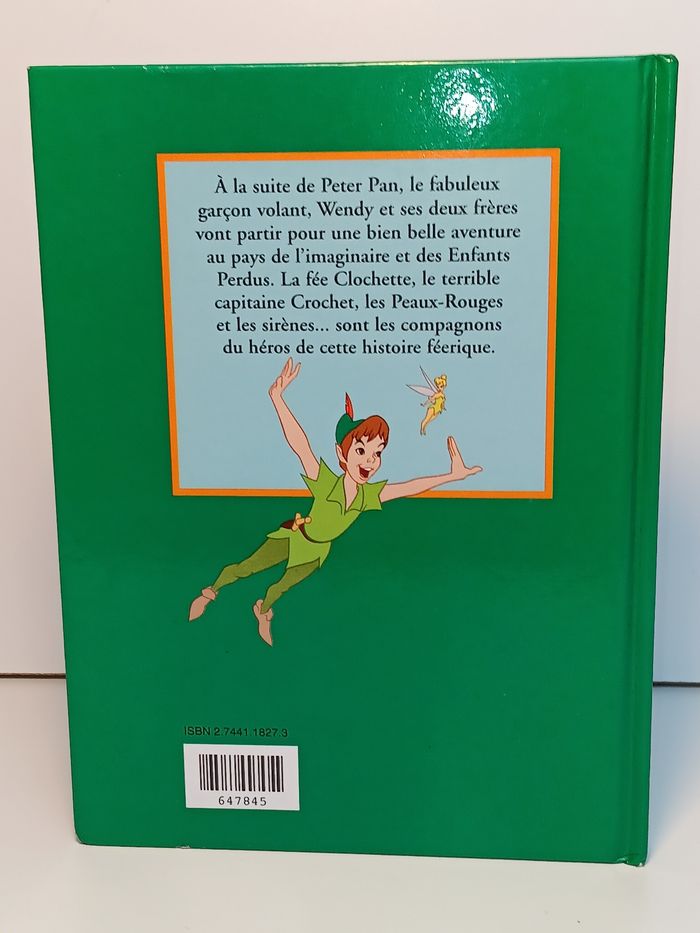 À la suite de Peter Pan, le fabuleux
garçon volant, Wendy et ses deux frères
vont partir pour une bien belle aventure
au pays de l'imaginaire et des Enfants
Perdus. La fée Clochette, le terrible
capitaine Crochet, les Peaux-Rouges
et les sirènes... sont les compagnons
du héros de cette histoire féerique.
ISBN 2.7441.1827.3
647845